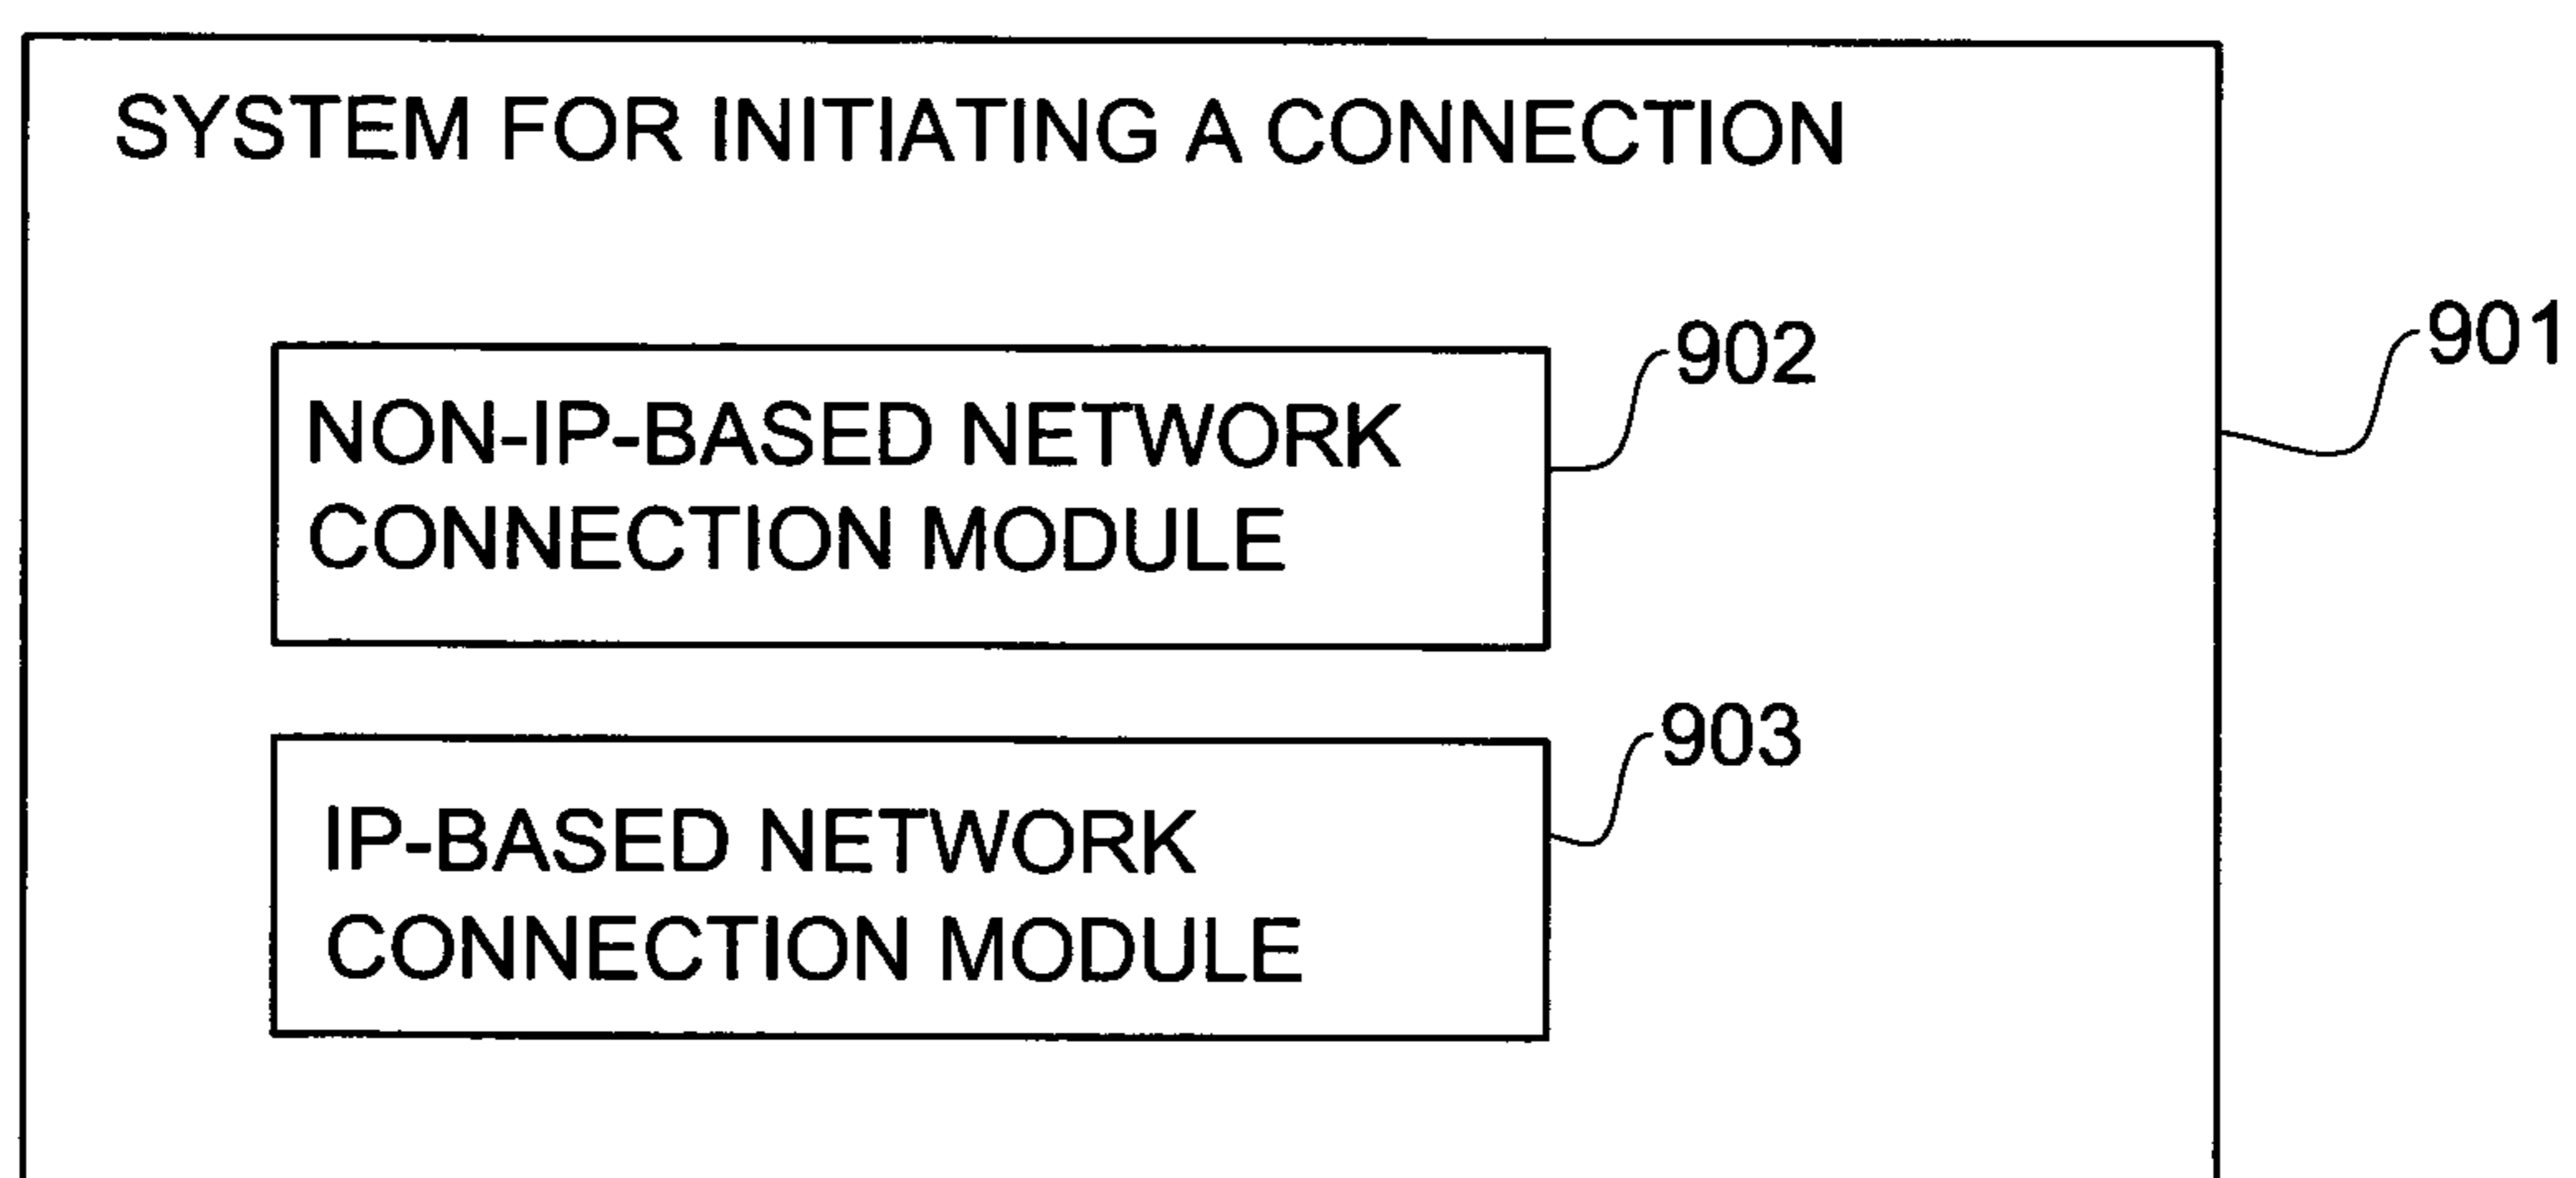 SYSTEM FOR INITIATING A CONNECTION
902
901
NON-IP-BASED NETWORK
CONNECTION MODULE
903
IP-BASED NETWORK
CONNECTION MODULE